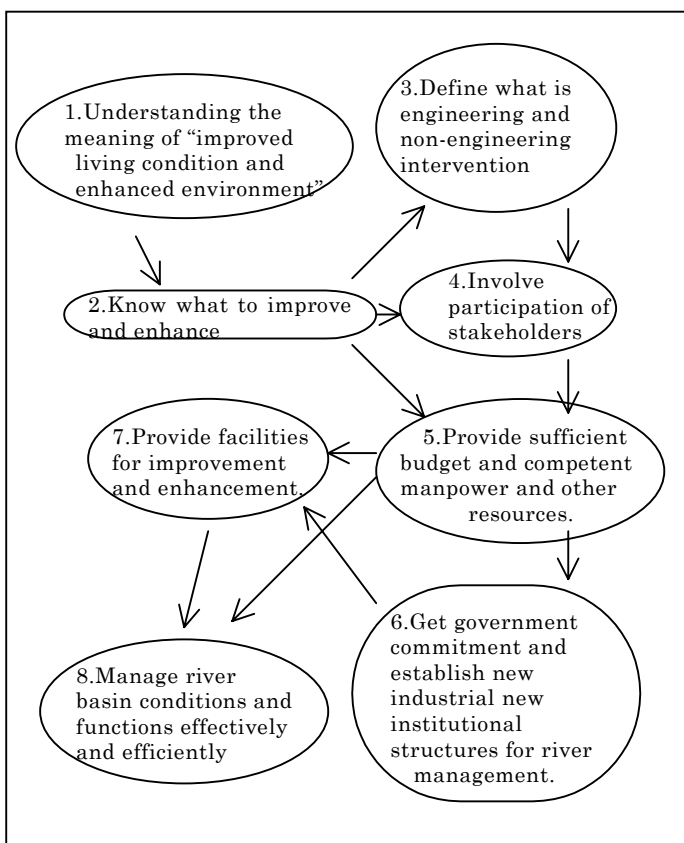 1.Understanding the
meaning of “improved
living condition and
enhanced environment”
2.Know what to improve
and enhance
3.Define what is
engineering and
non-engineering
intervention
4.Involve
participation of
stakeholders
5.Provide sufficient
budget and competent
manpower and other
resources.
6.Get government
commitment and
establish new
industrial new
institutional
structures for river
management.
7.Provide facilities
for improvement
and enhancement.
8.Manage river
basin conditions and
functions effectively
and efficiently